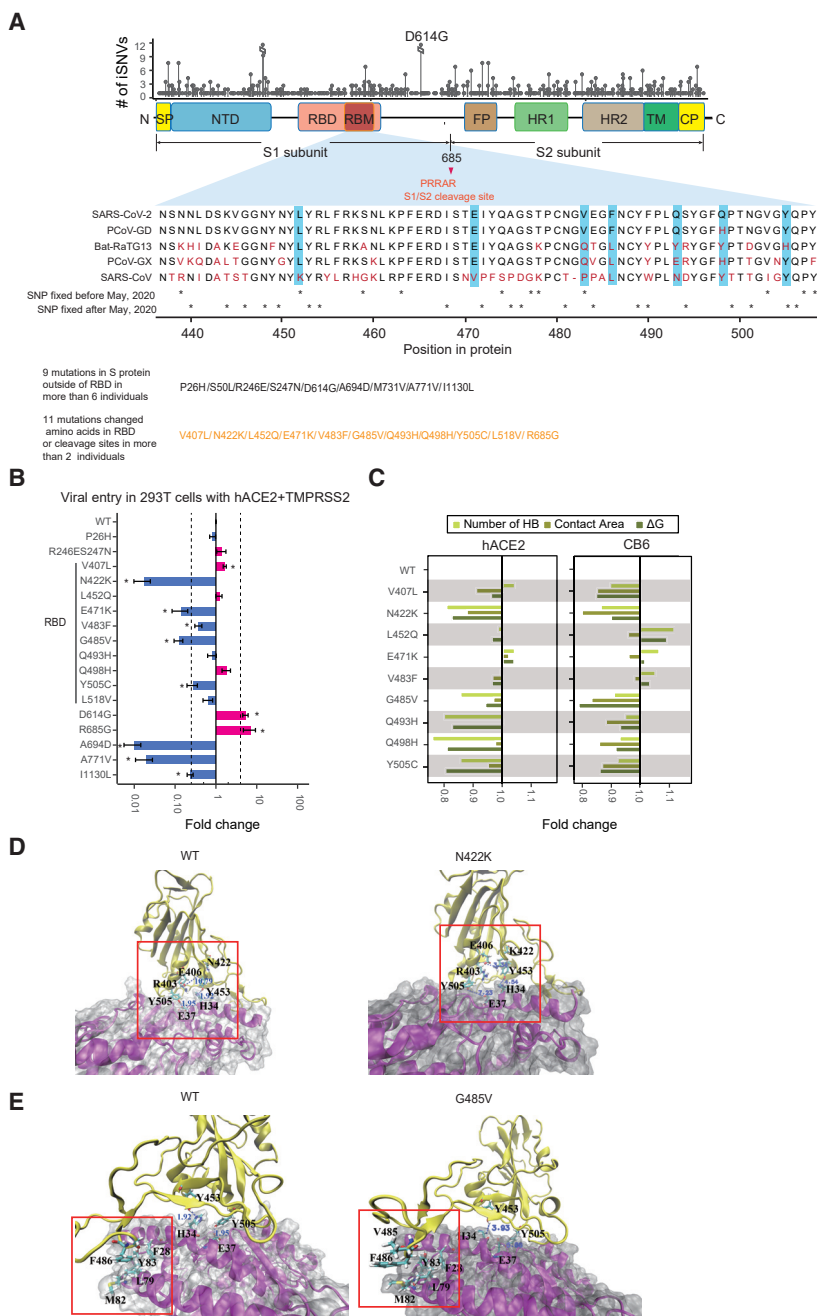 A
D614G
# of iSNVs
12
9
6
3
0
N SP NTD RBD RBM FP HR1 HR2 TM CP C
S1 subunit S2 subunit
685
PRRAR
S1/S2 cleavage site
SARS-CoV-2 N S N N L D S K V G G N Y N Y L Y R L F R K S N L K P F E R D I S T E I Y Q A G S T P C N G V E G F N C Y F P L Q S Y G F Q P T N G V G Y Q P Y
PCoV-GD N S N N L D S K V G G N Y N Y L Y R L F R K S N L K P F E R D I S T E I Y Q A G S T P C N G V E G F N C Y F P L Q S Y G F H P T N G V G Y Q P Y
Bat-RaTG13 N S K H I D A K E G G N F N Y L Y R L F R K A N L K P F E R D I S T E I Y Q A G S K P C N G Q T G L N C Y Y P L Y R Y G F Y P T D G V G H Q P Y
PCoV-GX N S V K Q D A L T G G N Y G Y L Y R L F R K S K L K P F E R D I S T E I Y Q A G S T P C N G Q V G L N C Y Y P L E R Y G F H P T T G V N Y Q P F
SARS-CoV N T R N I D A T S T G N Y N Y K Y R Y L R H G K L R P F E R D I S N V P F S P D G K P C T - P P A L N C Y W P L N D Y G F Y T T T G I G Y Q P Y
SNP fixed before May, 2020 * * * * * * * * * * *
SNP fixed after May, 2020 * * * * * * * * * * * * * * * * *
440 450 460 470 480 490 500
Position in protein
9 mutations in S protein
outside of RBD in
more than 6 individuals
P26H/S50L/R246E/S247N/D614G/A694D/M731V/A771V/I1130L
11 mutations changed
amino acids in RBD
or cleavage sites in more
than 2 individuals
V407L/N422K/L452Q/E471K/V483F/G485V/Q493H/Q498H/Y505C/L518V/R685G
B
Viral entry in 293T cells with hACE2+TMPRSS2
WT
P26H
R246ES247N
V407L *
N422K *
L452Q
E471K *
RBD
V483F *
G485V *
Q493H
Q498H
Y505C *
L518V
D614G *
R685G *
A694D *
A771V *
I1130L *
0.01 0.10 1 10 100
Fold change
C
Number of HB Contact Area ΔG
hACE2 CB6
WT
V407L
N422K
L452Q
E471K
V483F
G485V
Q493H
Q498H
Y505C
0.8 0.9 1.0 1.1 0.8 0.9 1.0 1.1
Fold change
D
WT
N422
E406
R403
Y453
Y505
1.95
H34
E37
N422K
E406
K422
R403
Y453
Y505
H34
E37
E
WT
Y453
1.92
Y505
H34
1.95
E37
F28
F486
Y83
L79
M82
G485V
Y453
V485
3.93
Y505
H34
E37
F486
Y83
F28
L79
M82